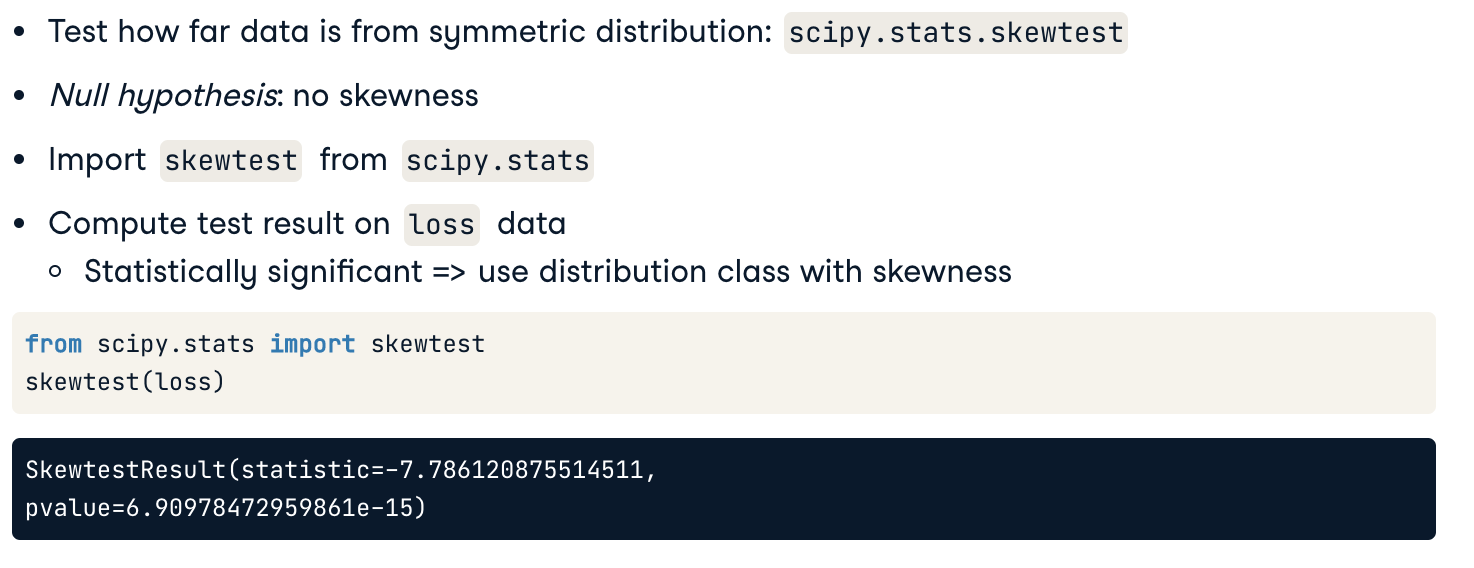 • Test how far data is from symmetric distribution: scipy.stats.skewtest
• Null hypothesis: no skewness
• Import skewtest from scipy.stats
• Compute test result on loss data
○ Statistically significant => use distribution class with skewness
from scipy.stats import skewtest
skewtest(loss)
SkewtestResult(statistic=-7.786120875514511,
pvalue=6.90978472959861e-15)